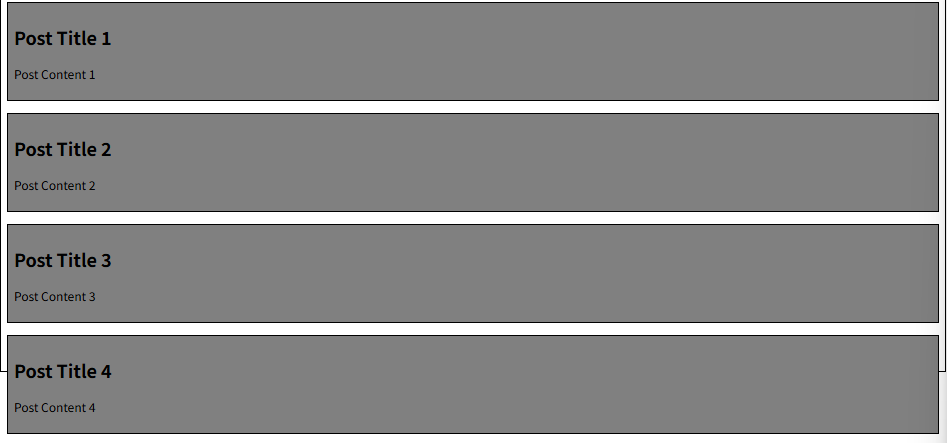 Post Title 1
Post Content 1
Post Title 2
Post Content 2
Post Title 3
Post Content 3
Post Title 4
Post Content 4